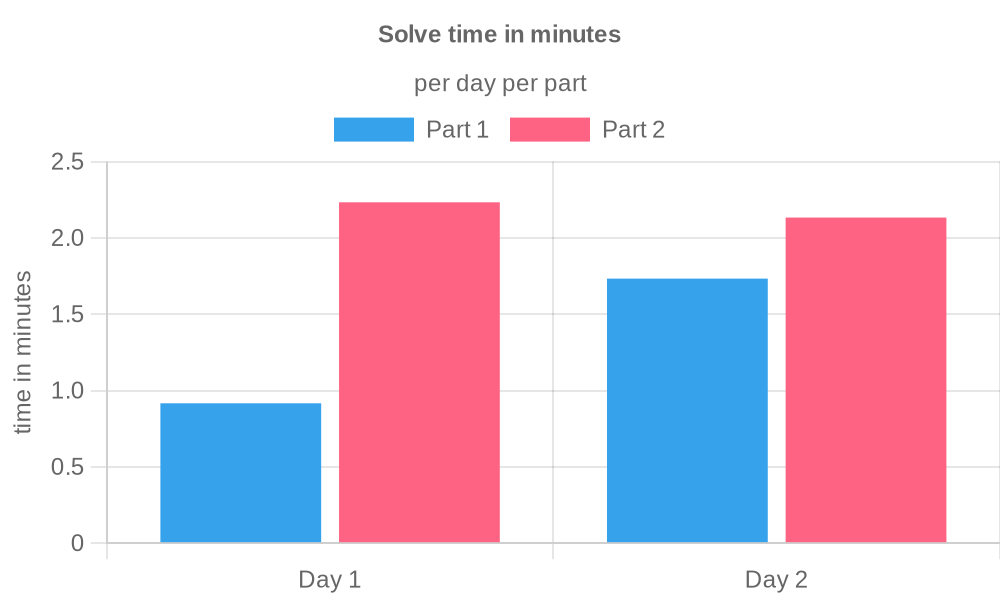 Solve time in minutes
per day per part
Part 1 Part 2
2.5
2.0
1.5
1.0
0.5
0
time in minutes
Day 1 Day 2